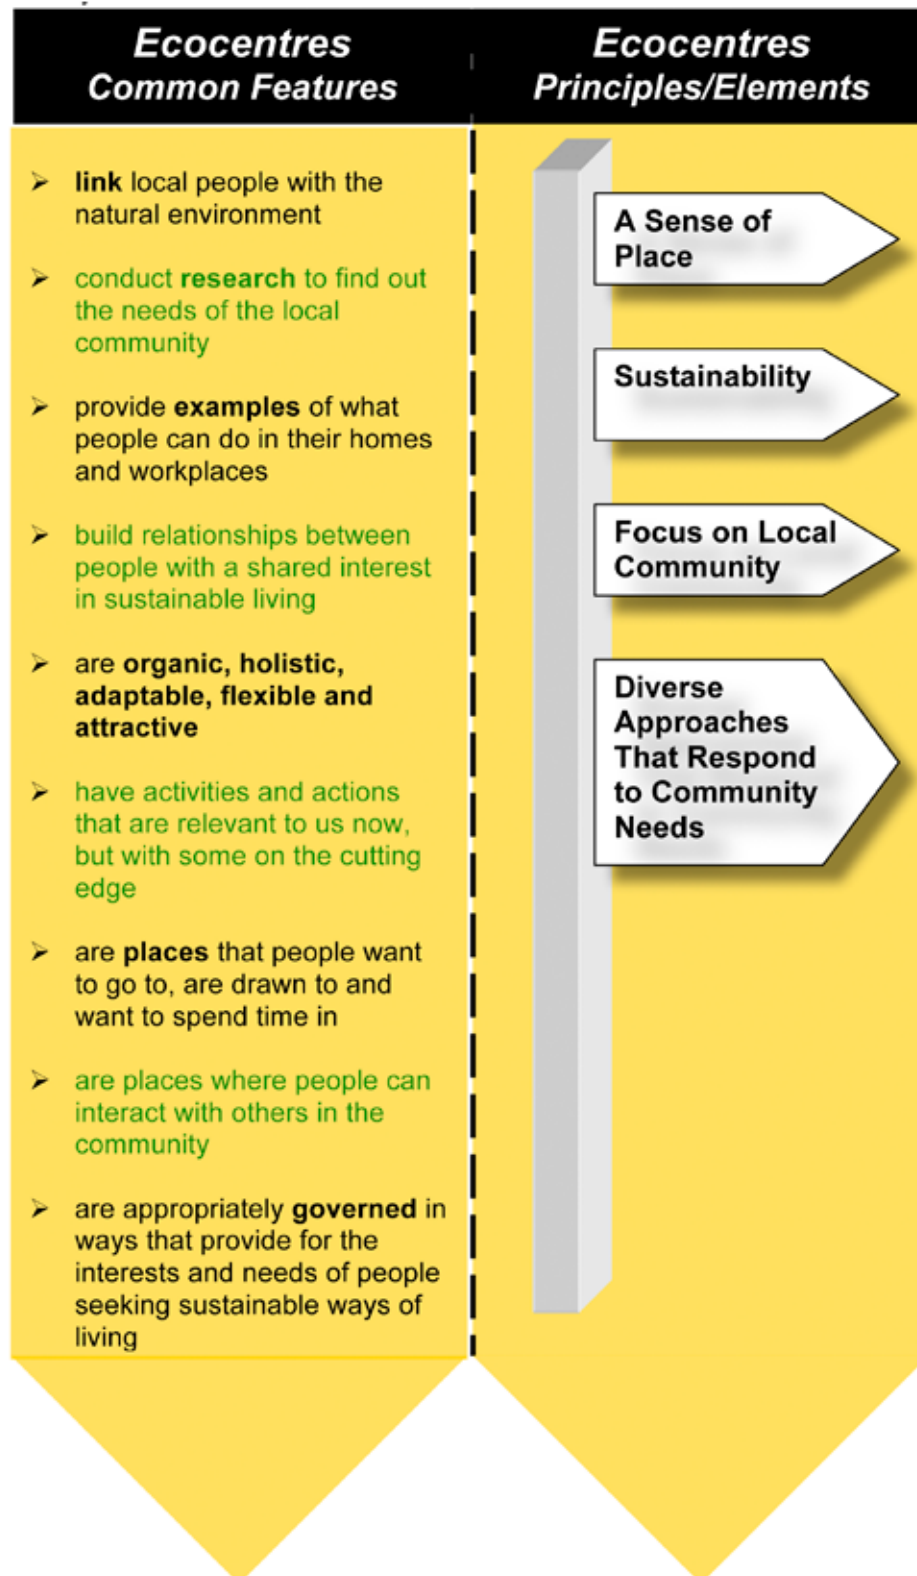 Ecocentres
Common Features
link local people with the
natural environment
conduct research to find out
the needs of the local
community
provide examples of what
people can do in their homes
and workplaces
build relationships between
people with a shared interest
in sustainable living
are organic, holistic,
adaptable, flexible and
attractive
have activities and actions
that are relevant to us now,
but with some on the cutting
edge
are places that people want
to go to, are drawn to and
want to spend time in
are places where people can
interact with others in the
community
are appropriately governed in
ways that provide for the
interests and needs of people
seeking sustainable ways of
living
Ecocentres
Principles/Elements
A Sense of
Place
Sustainability
Focus on Local
Community
Diverse
Approaches
That Respond
to Community
Needs